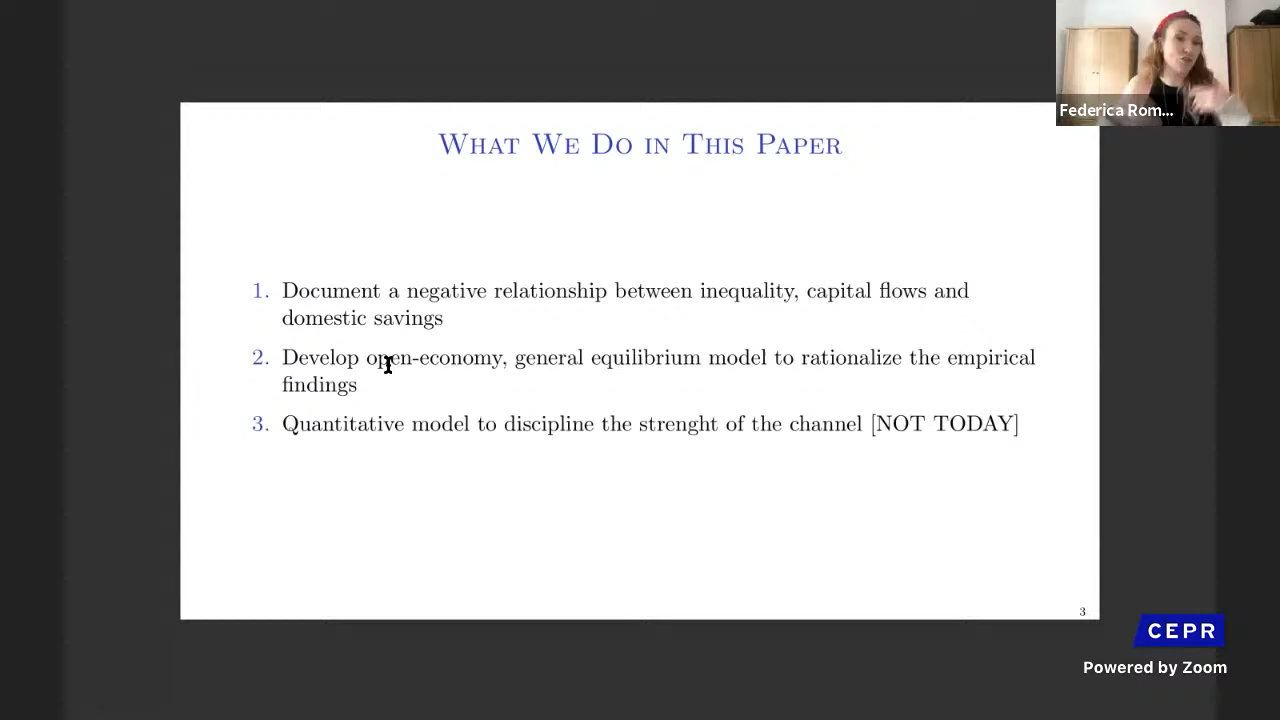 Federica Rom...
What We Do in This Paper
1. Document a negative relationship between inequality, capital flows and
domestic savings
2. Develop open-economy, general equilibrium model to rationalize the empirical
findings
3. Quantitative model to discipline the strenght of the channel [NOT TODAY]
3
CEPR
Powered by Zoom